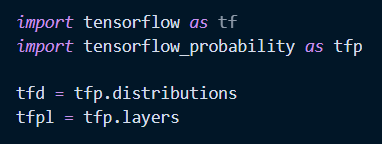 import tensorflow as tf
import tensorflow_probability as tfp
tfd = tfp.distributions
tfpl = tfp.layers